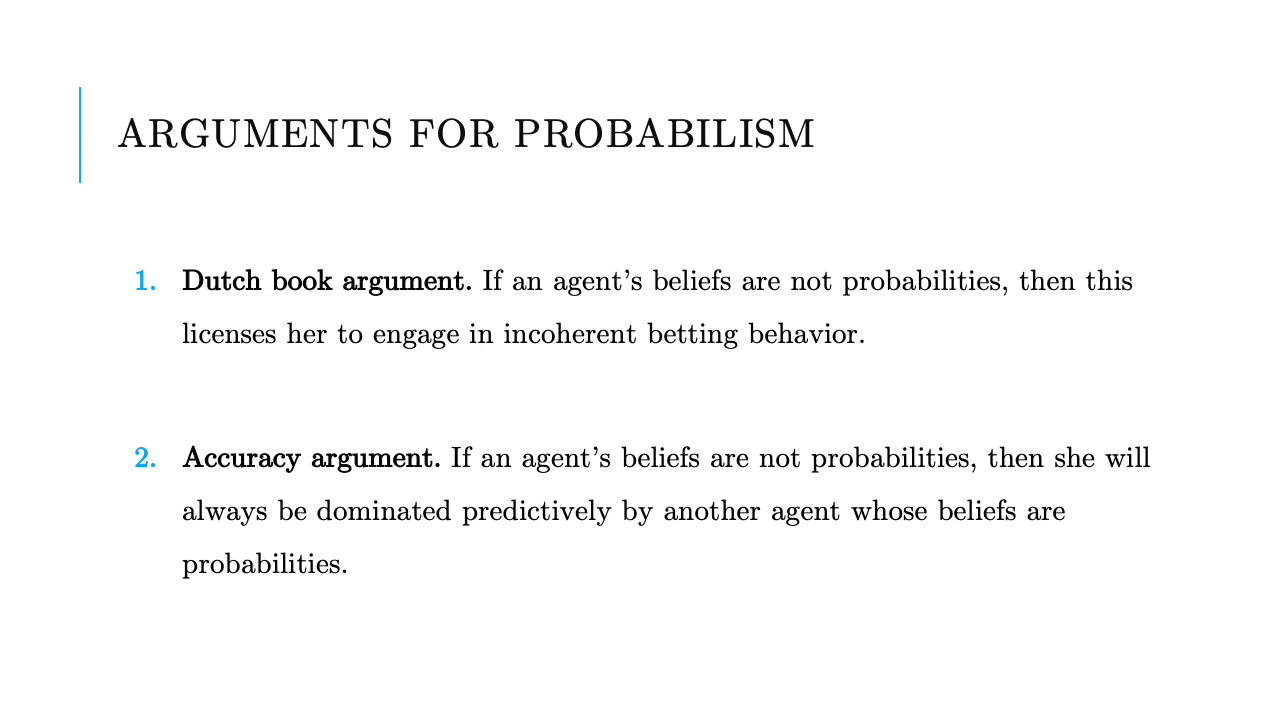 ARGUMENTS FOR PROBABILISM
1. Dutch book argument. If an agent’s beliefs are not probabilities, then this
licenses her to engage in incoherent betting behavior.
2. Accuracy argument. If an agent’s beliefs are not probabilities, then she will
always be dominated predictively by another agent whose beliefs are
probabilities.